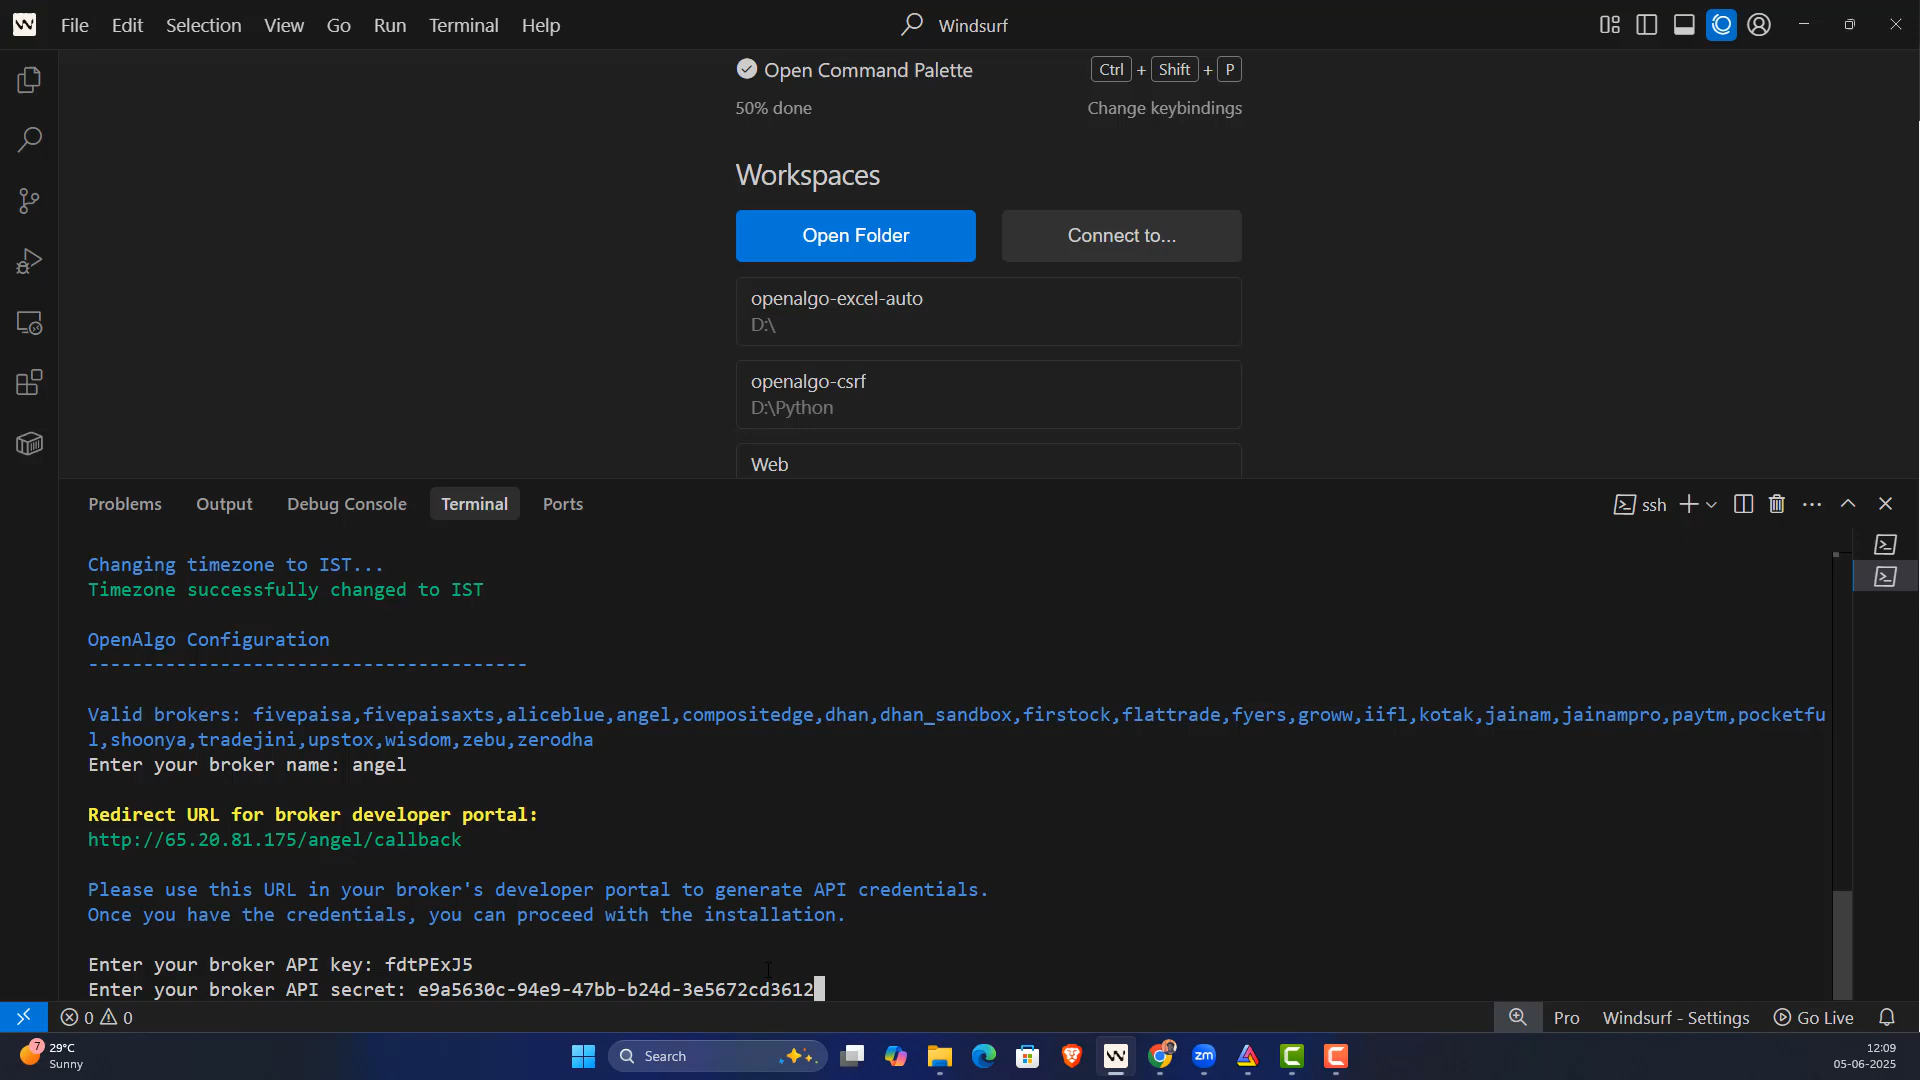 File Edit Selection View Go Run Terminal Help
Windsurf
Open Command Palette
Ctrl + Shift + P
50% done
Change keybindings
Workspaces
Open Folder
Connect to...
openalgo-excel-auto
D:\
openalgo-csrf
D:\Python
Web
Problems Output Debug Console Terminal Ports
ssh
Changing timezone to IST...
Timezone successfully changed to IST
OpenAlgo Configuration
----------------------------------------
Valid brokers: fivepaisa,fivepaisaxts,aliceblue,angel,compositedge,dhan,dhan_sandbox,firstock,flattrade,fyers,groww,iifl,kotak,jainam,jainampro,paytm,pocketfu
l,shoonya,tradejini,upstox,wisdom,zebu,zerodha
Enter your broker name: angel
Redirect URL for broker developer portal:
http://65.20.81.175/angel/callback
Please use this URL in your broker's developer portal to generate API credentials.
Once you have the credentials, you can proceed with the installation.
Enter your broker API key: fdtPExJ5
Enter your broker API secret: e9a5630c-94e9-47bb-b24d-3e5672cd3612
0 0
Pro
Windsurf - Settings
Go Live
7
29°C
Sunny
Search
zm
12:09
05-06-2025